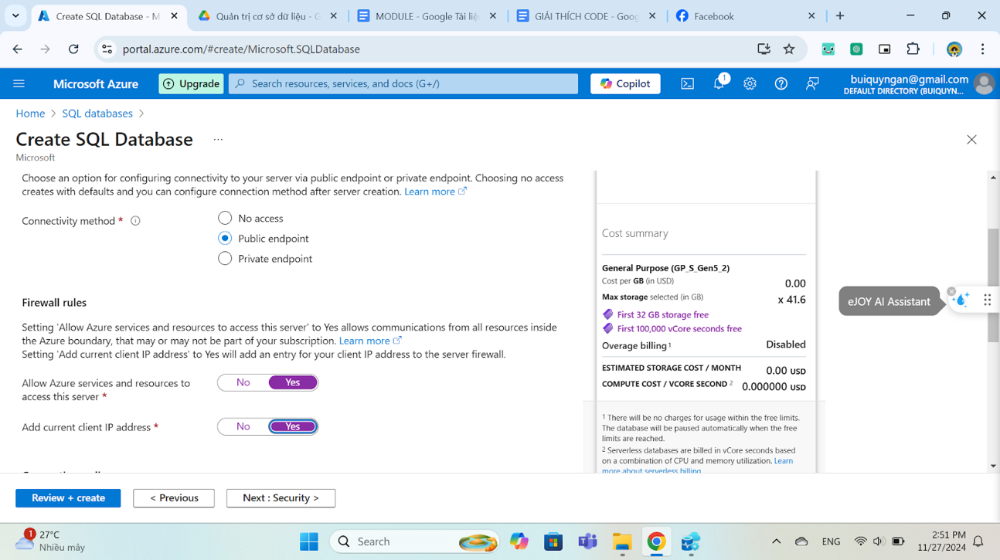 Create SQL Database - M
Quản trị cơ sở dữ liệu - G
MODULE - Google Tài liệ
GIẢI THÍCH CODE - Goog
Facebook
portal.azure.com/#create/Microsoft.SQLDatabase
Microsoft Azure
Upgrade
Search resources, services, and docs (G+/)
Copilot
1
buiquyngan@gmail.com
DEFAULT DIRECTORY (BUIQUYN...
Home > SQL databases >
Create SQL Database ...
Microsoft
Choose an option for configuring connectivity to your server via public endpoint or private endpoint. Choosing no access
creates with defaults and you can configure connection method after server creation. Learn more
Connectivity method *
No access
Public endpoint
Private endpoint
Firewall rules
Setting 'Allow Azure services and resources to access this server' to Yes allows communications from all resources inside
the Azure boundary, that may or may not be part of your subscription. Learn more
Setting 'Add current client IP address' to Yes will add an entry for your client IP address to the server firewall.
Allow Azure services and resources to
access this server *
No Yes
Add current client IP address *
No Yes
Cost summary
General Purpose (GP_S_Gen5_2)
Cost per GB (in USD) 0.00
Max storage selected (in GB) x 41.6
First 32 GB storage free
First 100,000 vCore seconds free
Overage billing 1 Disabled
ESTIMATED STORAGE COST / MONTH 0.00 USD
COMPUTE COST / VCORE SECOND 2 0.000000 USD
1 There will be no charges for usage within the free limits.
The database will be paused automatically when the free
limits are reached.
2 Serverless databases are billed in vCore seconds based
on a combination of CPU and memory utilization. Learn
more about serverless billing
eJOY AI Assistant
Review + create
< Previous
Next : Security >
1
27°C
Nhiều mây
Search
ENG
2:51 PM
11/27/2024